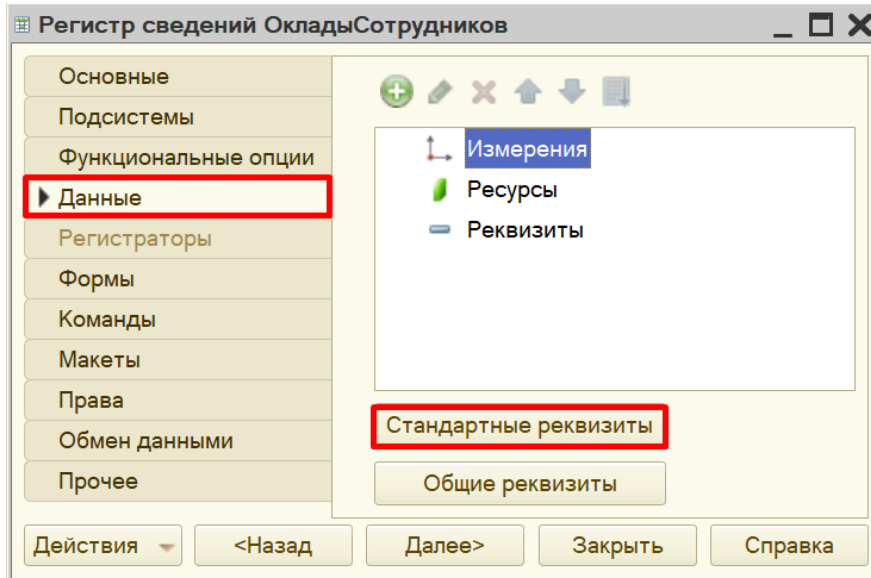 Регистр сведений ОкладыСотрудников
Основные
Подсистемы
Функциональные опции
Данные
Регистраторы
Формы
Команды
Макеты
Права
Обмен данными
Прочее
Измерения
Ресурсы
Реквизиты
Стандартные реквизиты
Общие реквизиты
Действия <Назад Далее> Закрыть Справка